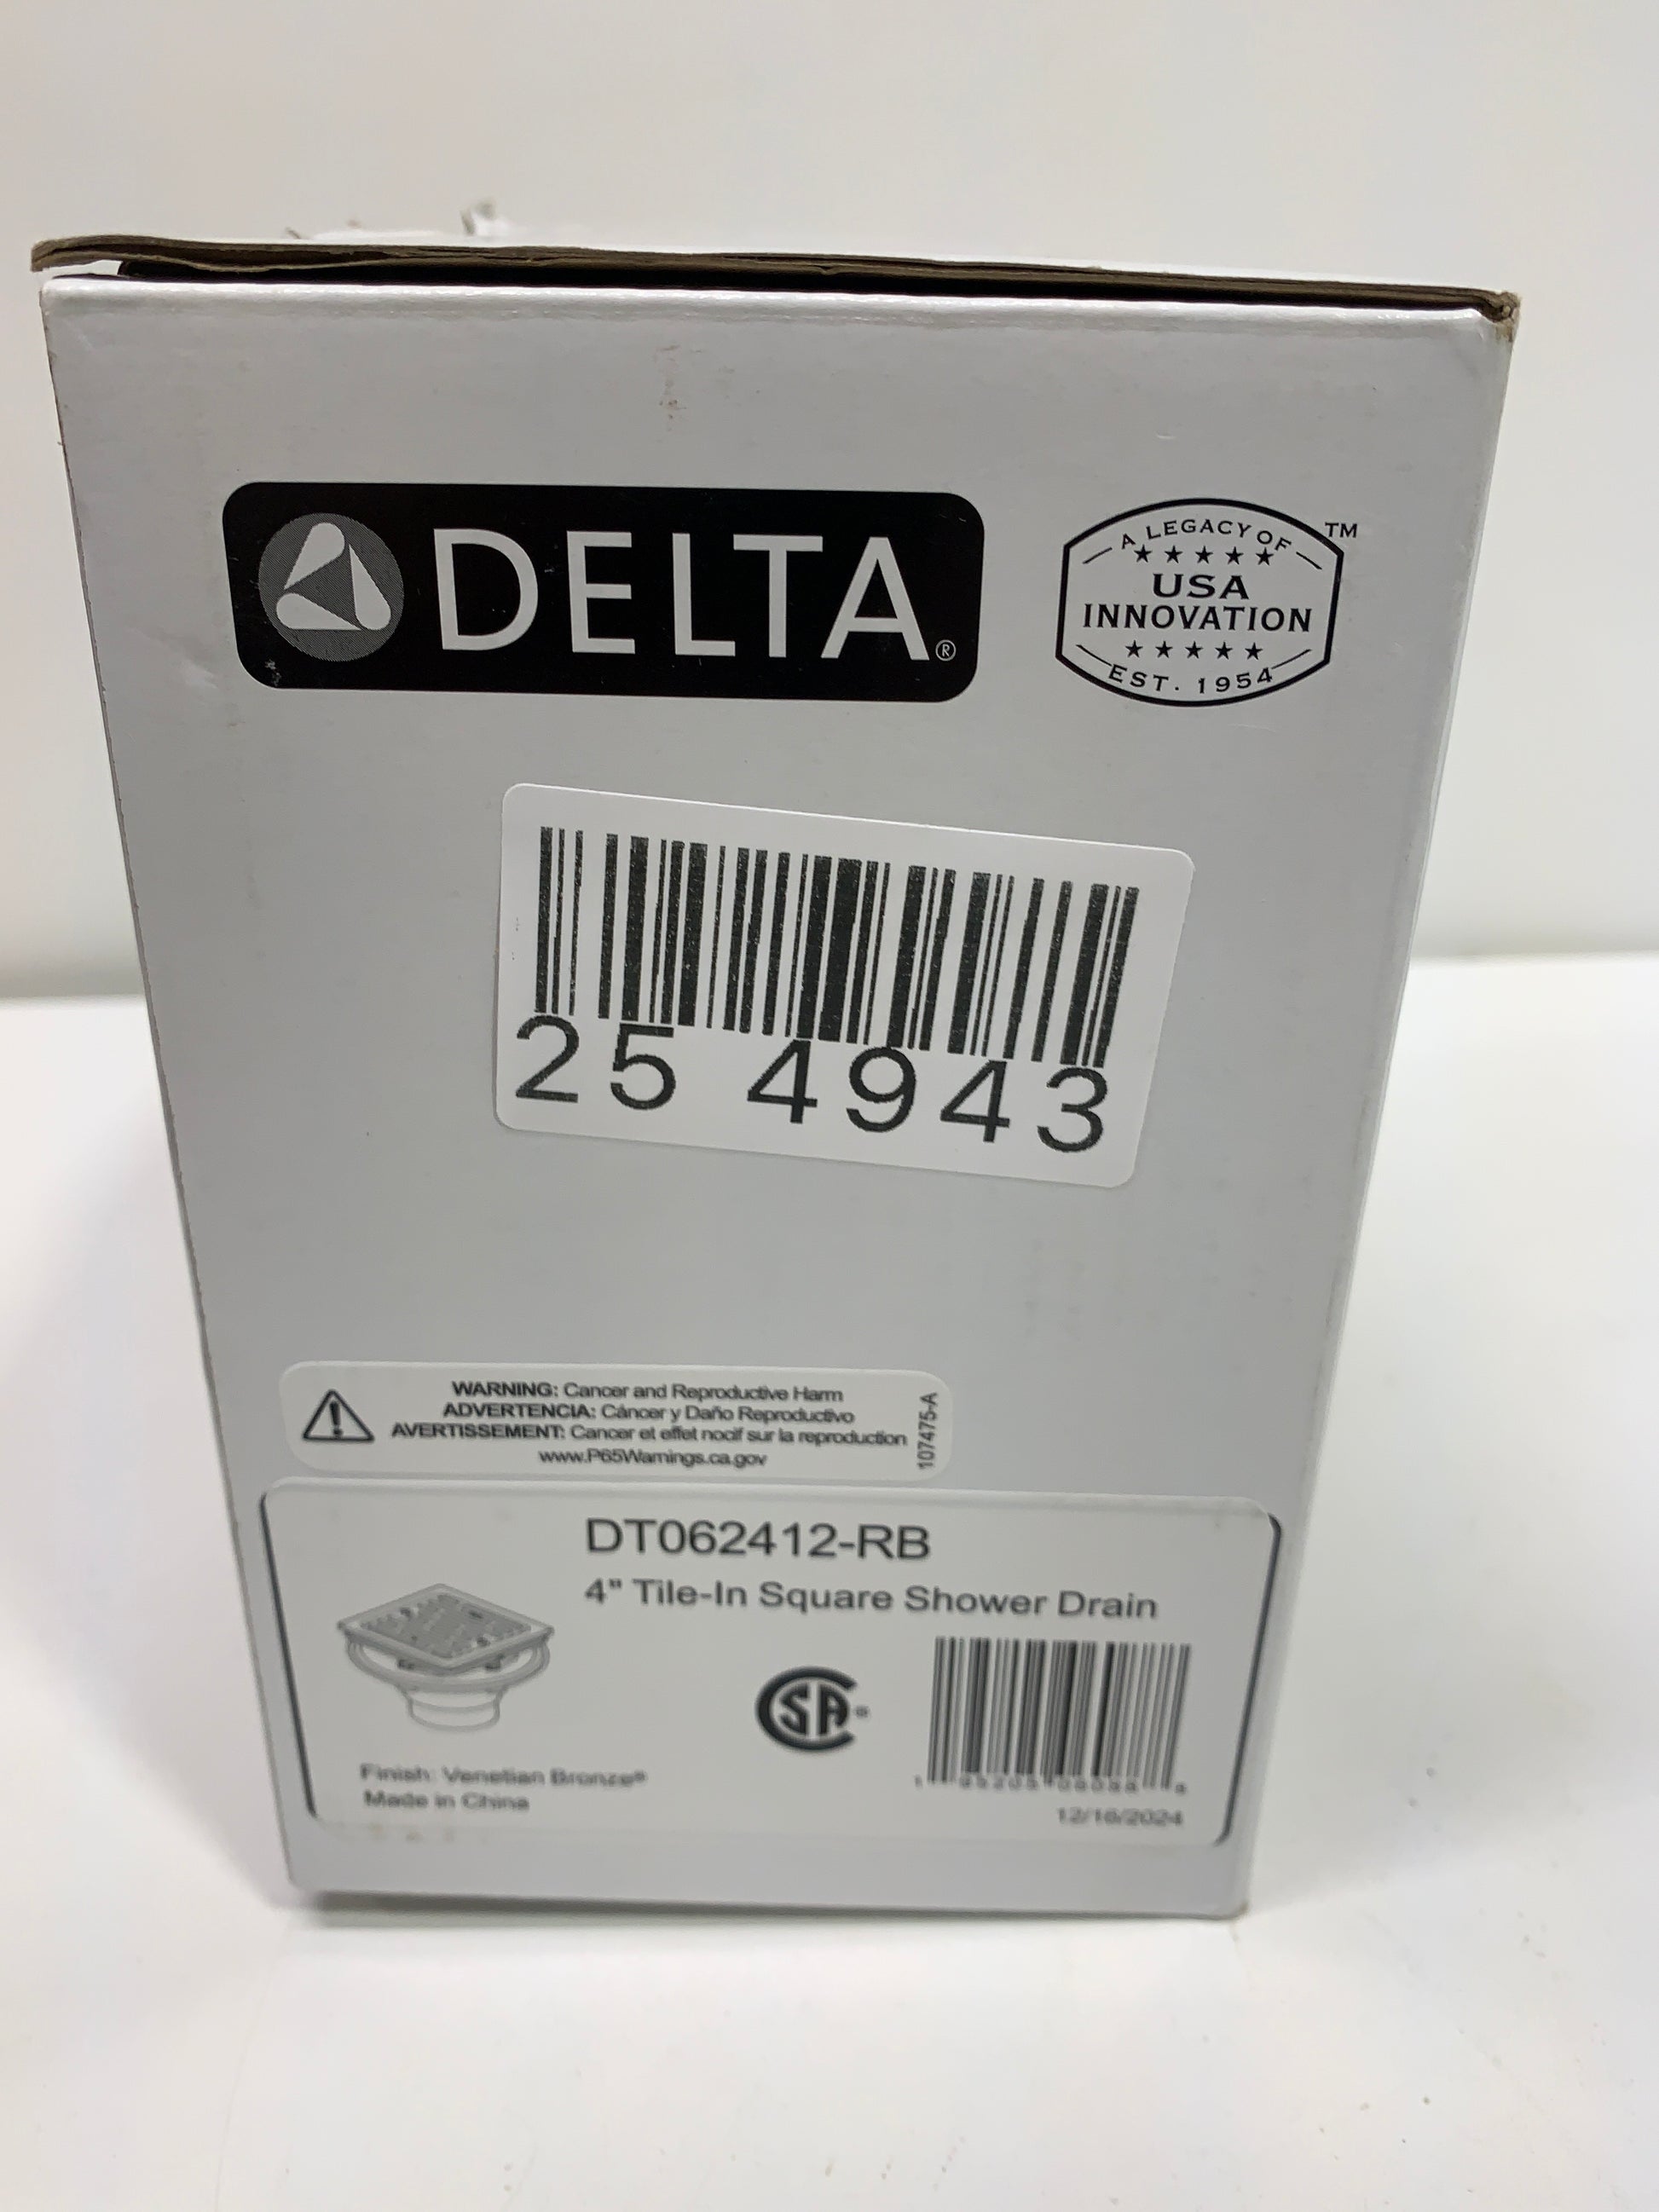 DELTA®
A LEGACY OF
USA
INNOVATION
EST. 1954
TM
25 4943
WARNING: Cancer and Reproductive Harm
ADVERTENCIA: Cáncer y Daño Reproductivo
AVERTISSEMENT: Cancer et effet nocif sur la reproduction
www.P65Warnings.ca.gov
107475-A
DT062412-RB
4" Tile-In Square Shower Drain
CSA®
Finish: Venetian Bronze®
Made in China
12/16/2024